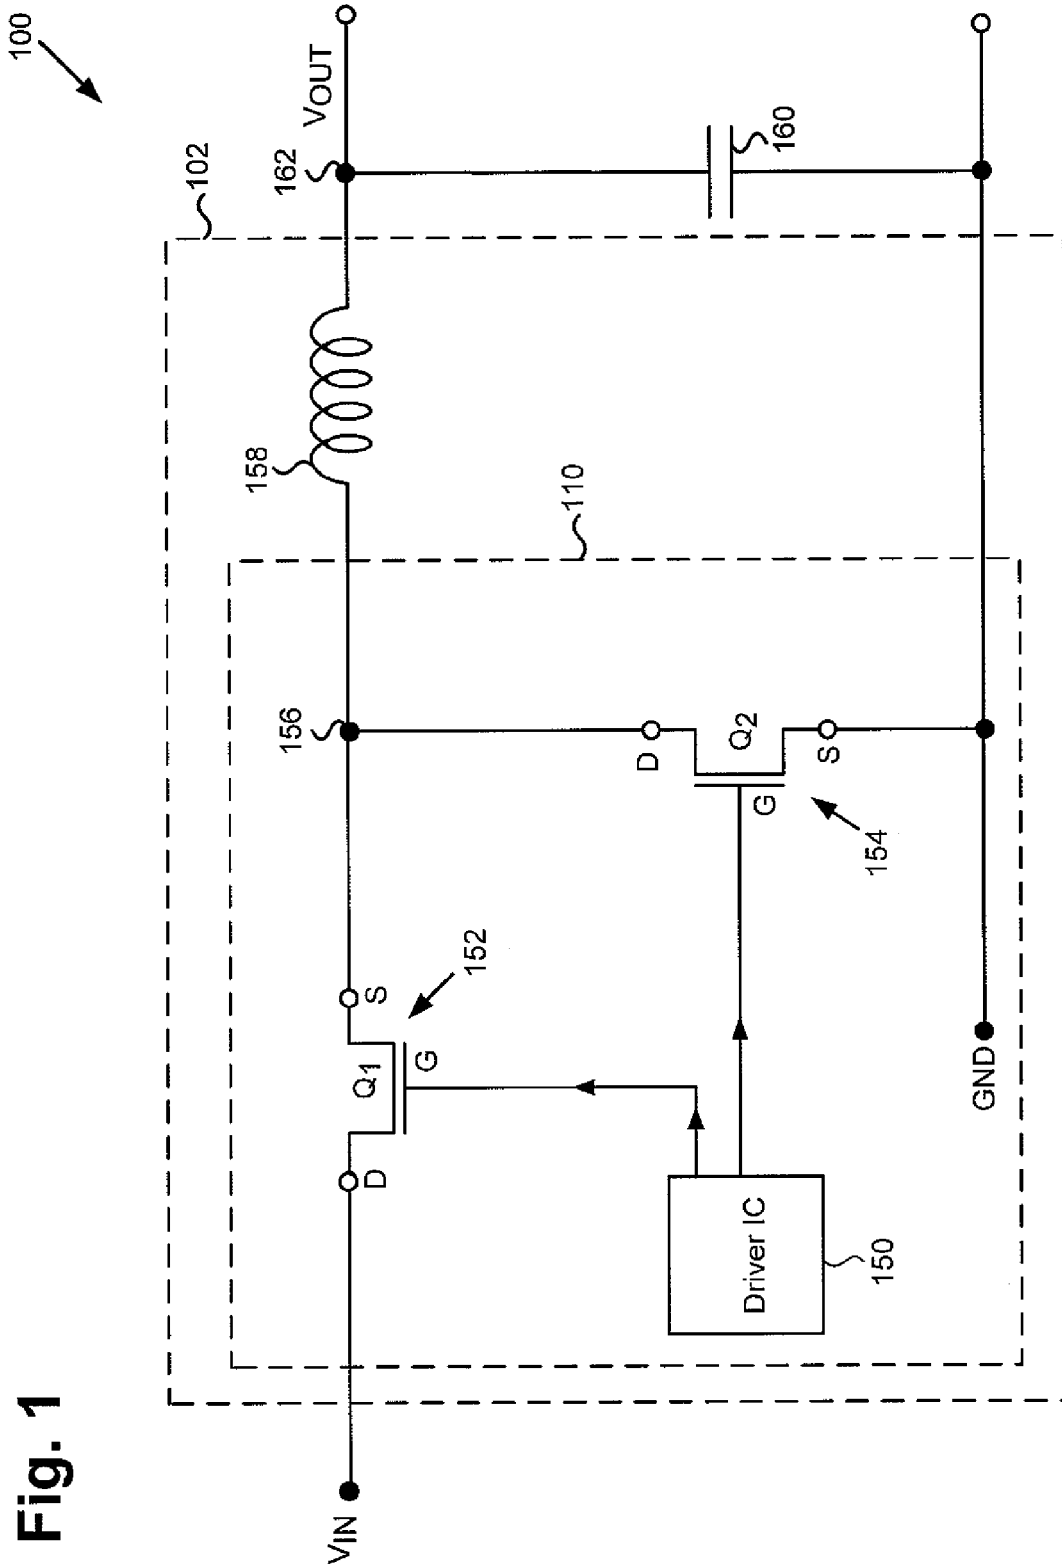 Fig. 1
100
102
110
VIN
D
Q1
S
G
152
156
158
162
VOUT
160
D
Q2
G
S
154
Driver IC
150
GND